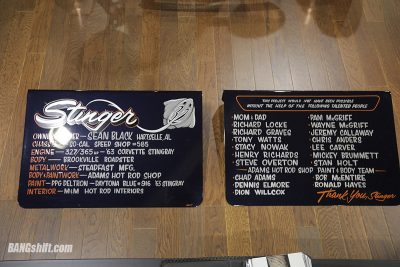 Stinger
OWNER SEAN BLACK HARTSELLE, AL
CHASSIS SO-CAL SPEED SHOP #585
ENGINE — 327/365 HP '63 CORVETTE STINGRAY
BODY — BROOKVILLE ROADSTER
METALWORK — STEADFAST MFG.
BODY & PAINTWORK — ADAMS HOT ROD SHOP
PAINT — PPG DELTRON — DAYTONA BLUE #916 '63 STINGRAY
INTERIOR — M&M HOT ROD INTERIORS
THIS PROJECT WOULD NOT HAVE BEEN POSSIBLE
WITHOUT THE HELP OF THE FOLLOWING TALENTED PEOPLE
• MOM & DAD • PAM McGRIFF
• RICHARD LOCKE • WAYNE McGRIFF
• RICHARD GRAVES • JEREMY CALLAWAY
• TONY WATTS • CHRIS ANDERS
• STACY NOWAK • LEE CARVER
• HENRY RICHARDS • MICKEY BRUMMETT
• STEVE OVERTON • STAN HOLT
— ADAMS HOT ROD SHOP PAINT & BODY TEAM —
• CHAD ADAMS • BOB McENTIRE
• DENNIS ELMORE • RONALD HAYES
• DION WILLCOX Thank You, Stinger
BANGshift.com